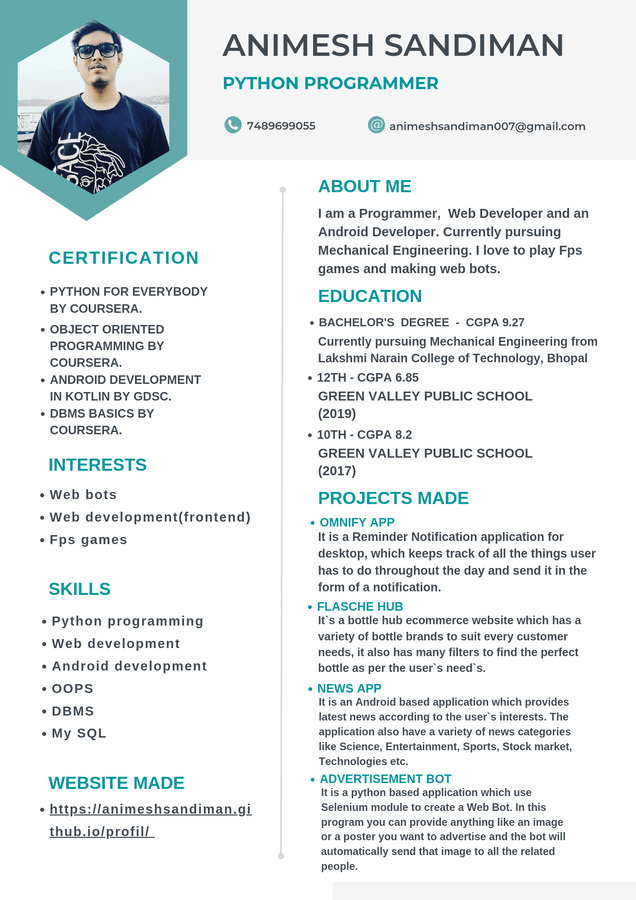 ANIMESH SANDIMAN
PYTHON PROGRAMMER
7489699055
@ animeshsandiman007@gmail.com
CERTIFICATION
• PYTHON FOR EVERYBODY
BY COURSERA.
• OBJECT ORIENTED
PROGRAMMING BY
COURSERA.
• ANDROID DEVELOPMENT
IN KOTLIN BY GDSC.
• DBMS BASICS BY
COURSERA.
INTERESTS
• Web bots
• Web development(frontend)
• Fps games
SKILLS
• Python programming
• Web development
• Android development
• OOPS
• DBMS
• My SQL
WEBSITE MADE
• https://animeshsandiman.gi
thub.io/profil/
ABOUT ME
I am a Programmer,  Web Developer and an
Android Developer. Currently pursuing
Mechanical Engineering. I love to play Fps
games and making web bots.
EDUCATION
• BACHELOR'S  DEGREE  -  CGPA 9.27
Currently pursuing Mechanical Engineering from
Lakshmi Narain College of Technology, Bhopal
• 12TH - CGPA 6.85
GREEN VALLEY PUBLIC SCHOOL
(2019)
• 10TH - CGPA 8.2
GREEN VALLEY PUBLIC SCHOOL
(2017)
PROJECTS MADE
• OMNIFY APP
It is a Reminder Notification application for
desktop, which keeps track of all the things user
has to do throughout the day and send it in the
form of a notification.
• FLASCHE HUB
It`s a bottle hub ecommerce website which has a
variety of bottle brands to suit every customer
needs, it also has many filters to find the perfect
bottle as per the user`s need`s.
• NEWS APP
It is an Android based application which provides
latest news according to the user`s interests. The
application also have a variety of news categories
like Science, Entertainment, Sports, Stock market,
Technologies etc.
• ADVERTISEMENT BOT
It is a python based application which use
Selenium module to create a Web Bot. In this
program you can provide anything like an image
or a poster you want to advertise and the bot will
automatically send that image to all the related
people.